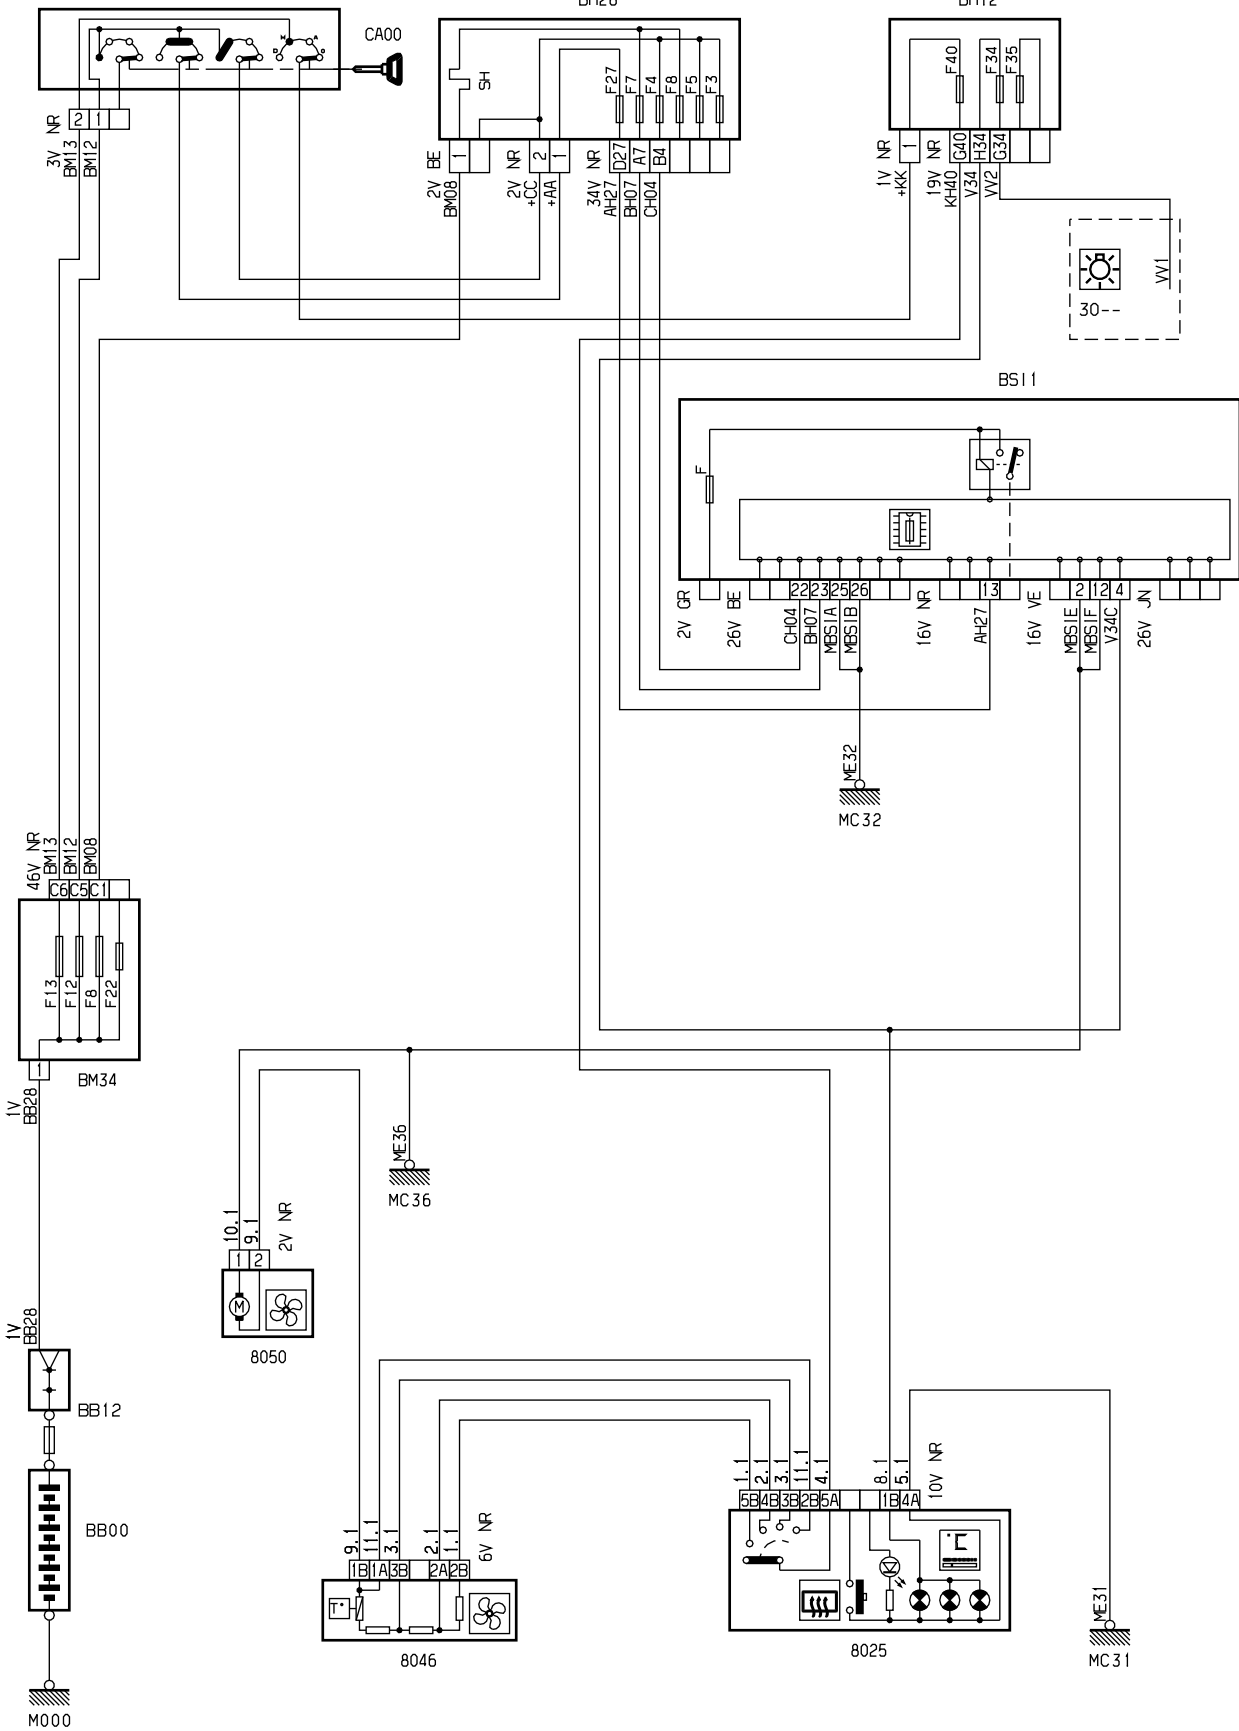 CA00
M A
D O
2 1
3V NR
BM13
BM12
SH
F27
F7
F4
F8
F5
F3
1
2 1
D27 A7 B4
2V BE
BM08
2V NR
+CC
+AA
34V NR
AH27
BH07
CH04
F40
F34
F35
1
G40 H34 G34
1V NR
+KK
19V NR
KH40
V34
VV2
VV1
30--
BSI1
F
22 23 25 26
13
2 12 4
2V GR
26V BE
CH04
BH07
MBSIA
MBSIB
16V NR
AH27
16V VE
MBSIE
MBSIF
V34C
26V JN
ME32
MC32
46V NR
BM13
BM12
BM08
C6 C5 C1
F13
F12
F8
F22
1
BM34
1V
BB28
ME36
MC36
10.1
9.1
2V NR
1 2
M
8050
1V
BB28
BB12
BB00
M000
9.1
11.1
3.1
2.1
1.1
6V NR
1B 1A 3B 2A 2B
T°
8046
1.1
2.1
3.1
11.1
4.1
8.1
5.1
10V NR
5B 4B 3B 2B 5A 1B 4A
°C
8025
ME31
MC31